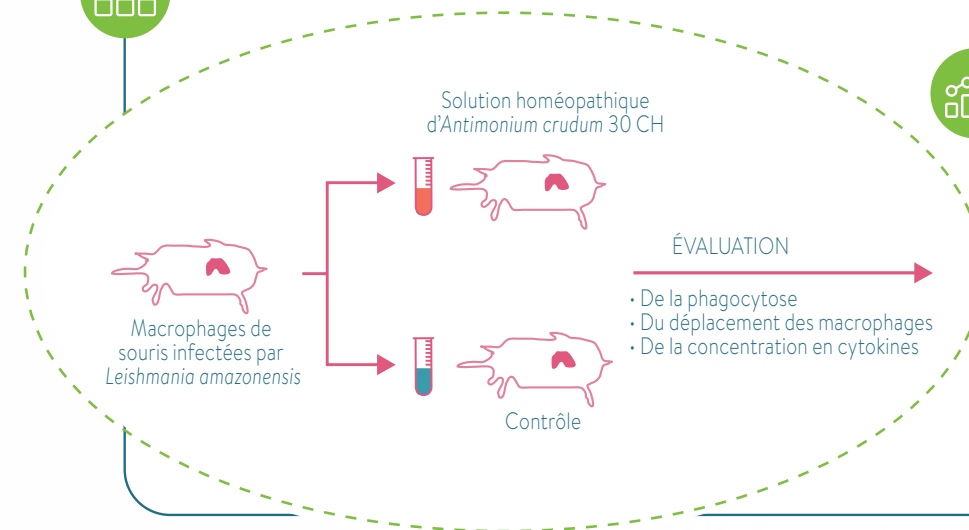 Solution homéopathique
d'Antimonium crudum 30 CH
Macrophages de
souris infectées par
Leishmania amazonensis
Contrôle
ÉVALUATION
• De la phagocytose
• Du déplacement des macrophages
• De la concentration en cytokines